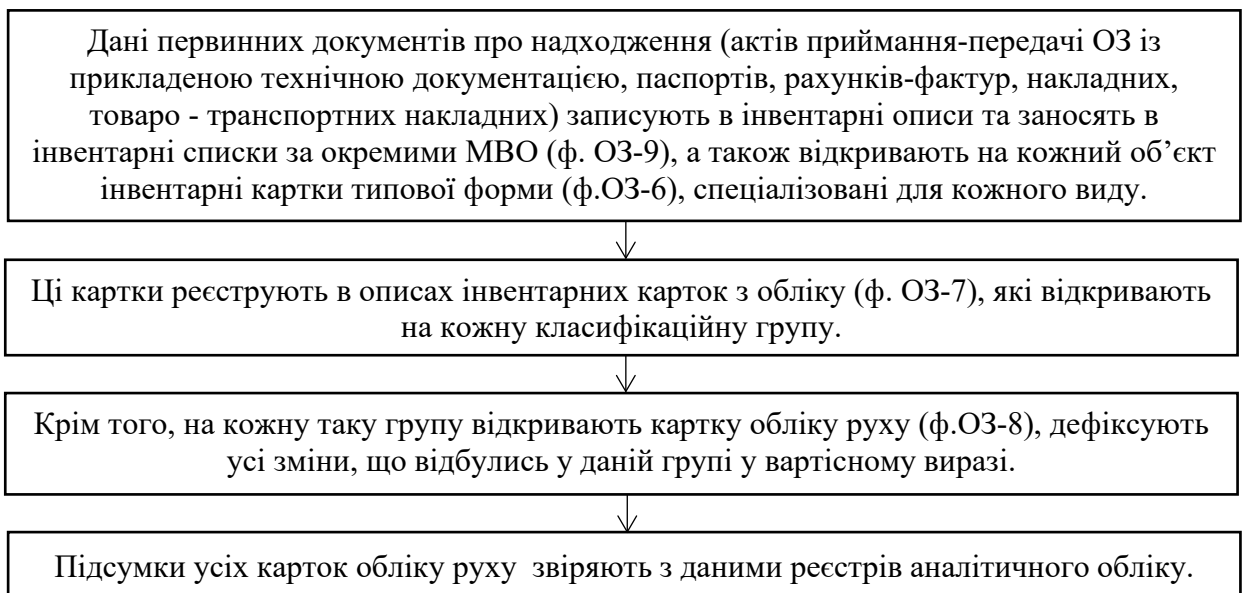 Дані первинних документів про надходження (актів приймання-передачі ОЗ із
прикладеною технічною документацією, паспортів, рахунків-фактур, накладних,
товаро - транспортних накладних) записують в інвентарні описи та заносять в
інвентарні списки за окремими МВО (ф. ОЗ-9), а також відкривають на кожний об’єкт
інвентарні картки типової форми (ф.ОЗ-6), спеціалізовані для кожного виду.
Ці картки реєструють в описах інвентарних карток з обліку (ф. ОЗ-7), які відкривають
на кожну класифікаційну групу.
Крім того, на кожну таку групу відкривають картку обліку руху (ф.ОЗ-8), дефіксують
усі зміни, що відбулись у даній групі у вартісному виразі.
Підсумки усіх карток обліку руху звіряють з даними реєстрів аналітичного обліку.